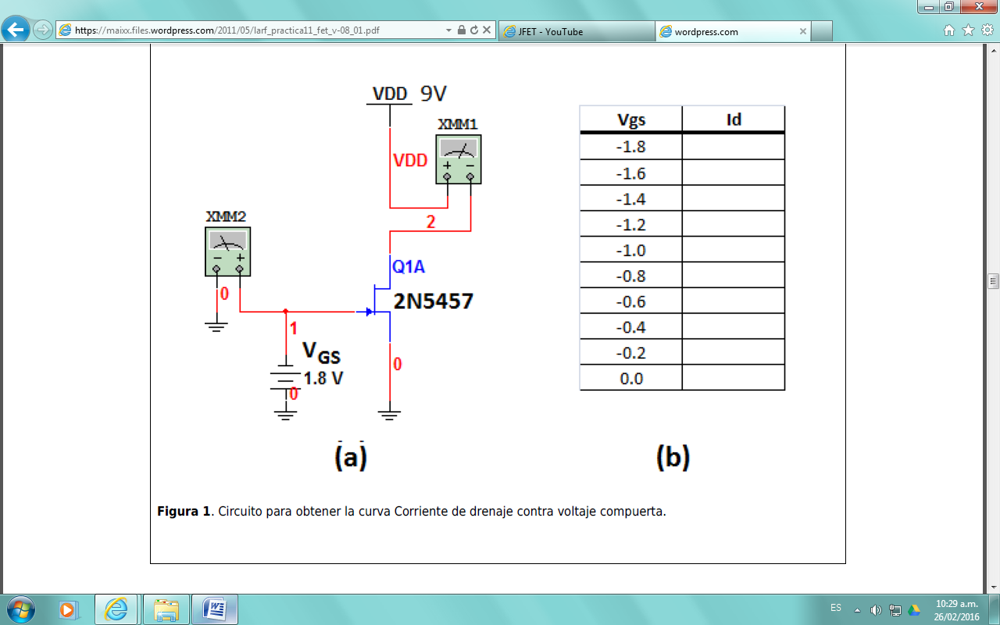 https://maixx.files.wordpress.com/2011/05/larf_practica11_fet_v-08_01.pdf
JFET - YouTube
wordpress.com
VDD 9V
XMM1
VDD
+ −
2
XMM2
− +
0
Q1A
2N5457
1
VGS
1.8 V
0
0
(a)
Vgs Id
-1.8
-1.6
-1.4
-1.2
-1.0
-0.8
-0.6
-0.4
-0.2
0.0
(b)
Figura 1. Circuito para obtener la curva Corriente de drenaje contra voltaje compuerta.
ES
10:29 a.m.
26/02/2016